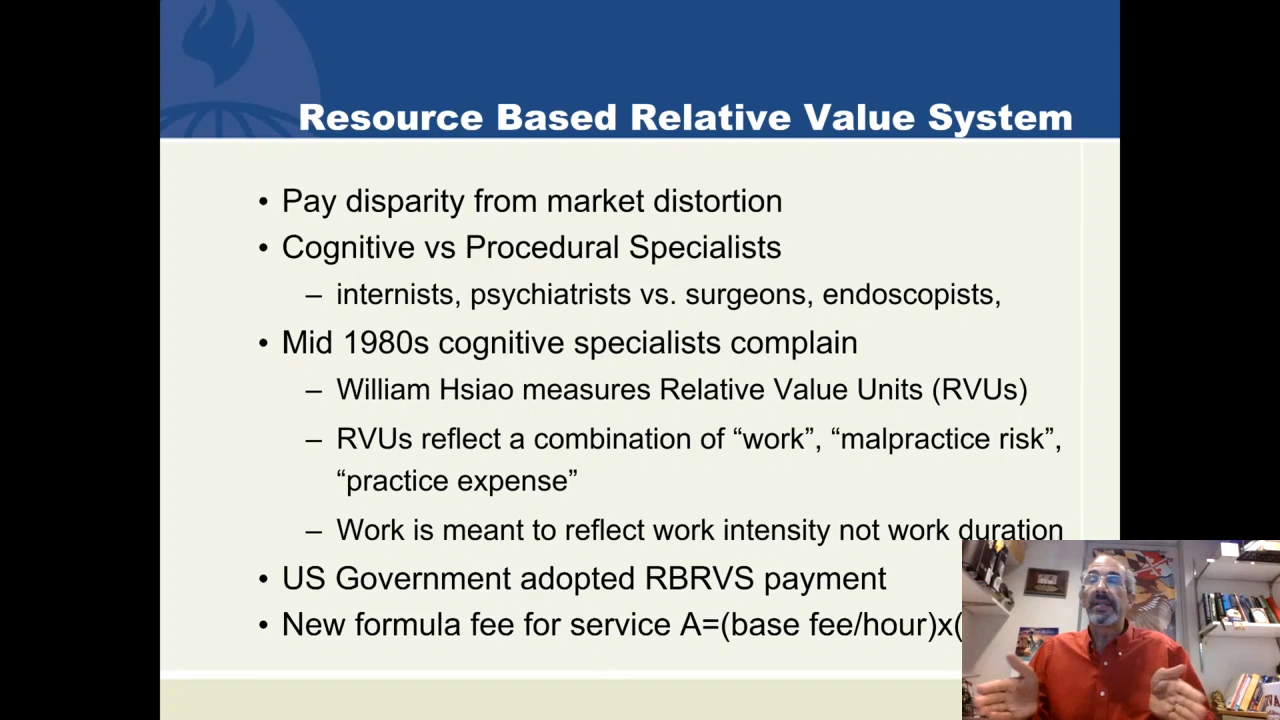 Resource Based Relative Value System
• Pay disparity from market distortion
• Cognitive vs Procedural Specialists
– internists, psychiatrists vs. surgeons, endoscopists,
• Mid 1980s cognitive specialists complain
– William Hsiao measures Relative Value Units (RVUs)
– RVUs reflect a combination of “work”, “malpractice risk”,
“practice expense”
– Work is meant to reflect work intensity not work duration
• US Government adopted RBRVS payment
• New formula fee for service A=(base fee/hour)x(